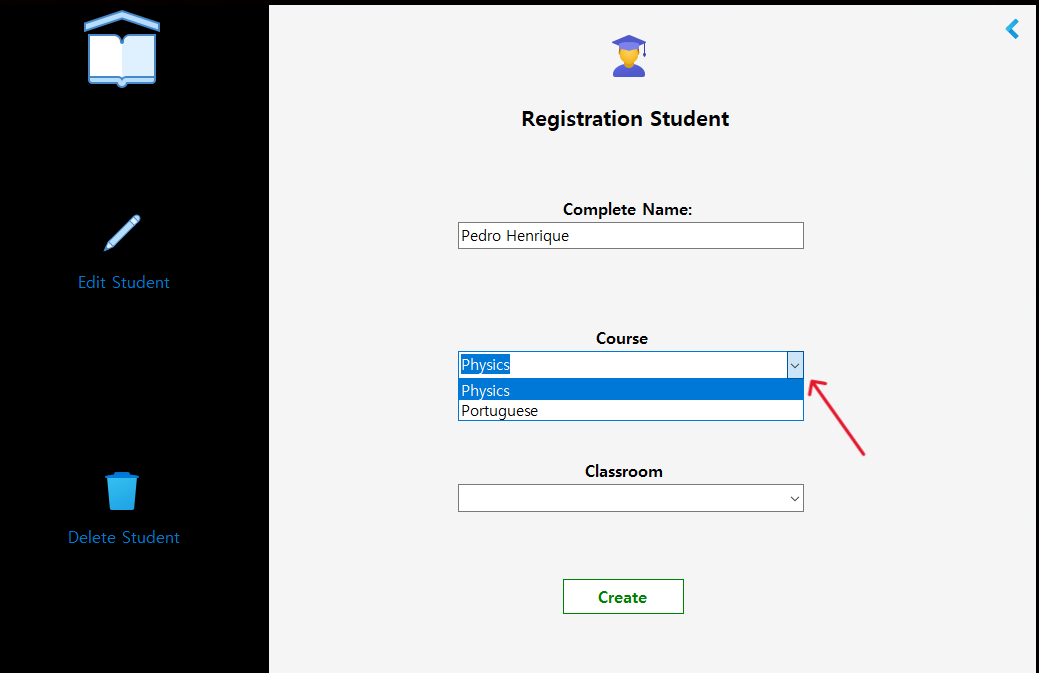 Registration Student
Complete Name:
Pedro Henrique
Edit Student
Course
Physics
Physics
Portuguese
Classroom
Delete Student
Create